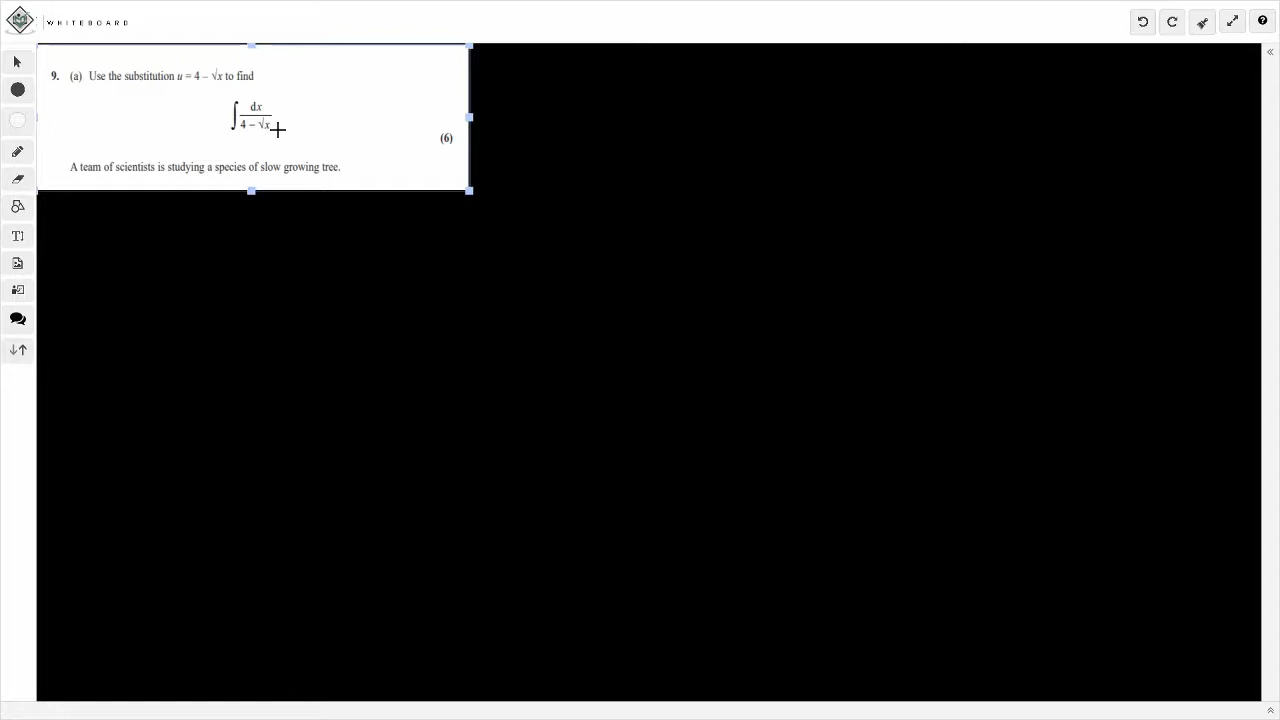 WHITEBOARD
9. (a) Use the substitution u = 4 – √x to find
∫ dx / (4 – √x)
(6)
A team of scientists is studying a species of slow growing tree.